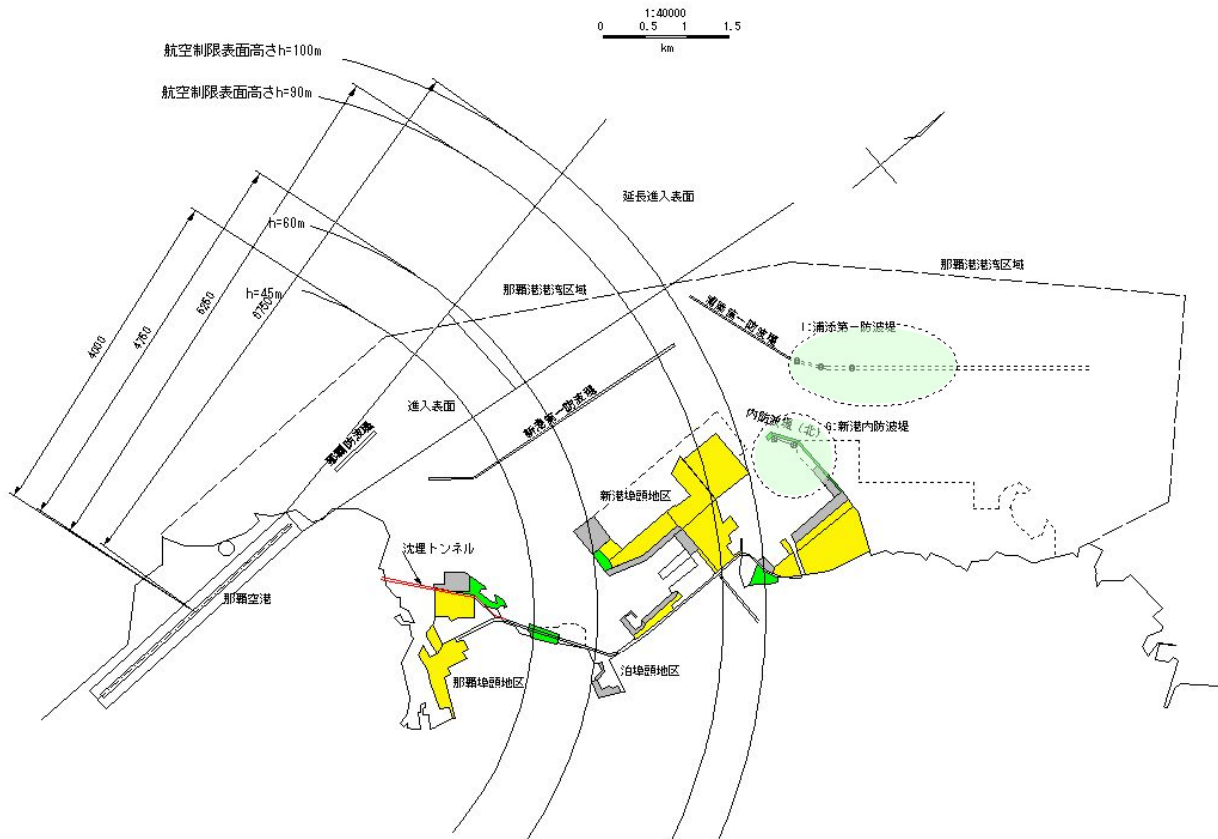 1:40000
0 0.5 1 1.5
km
航空制限表面高さh=100m
航空制限表面高さh=90m
延長進入表面
h=60m
那覇港港湾区域
那覇港港湾区域
h=45m
4000
4750
6250
6750
浦添第一防波堤
I:浦添第一防波堤
進入表面
新港第一防波堤
那覇防波堤
内防波堤(北)
G:新港内防波堤
新港埠頭地区
沈埋トンネル
那覇空港
泊埠頭地区
那覇埠頭地区